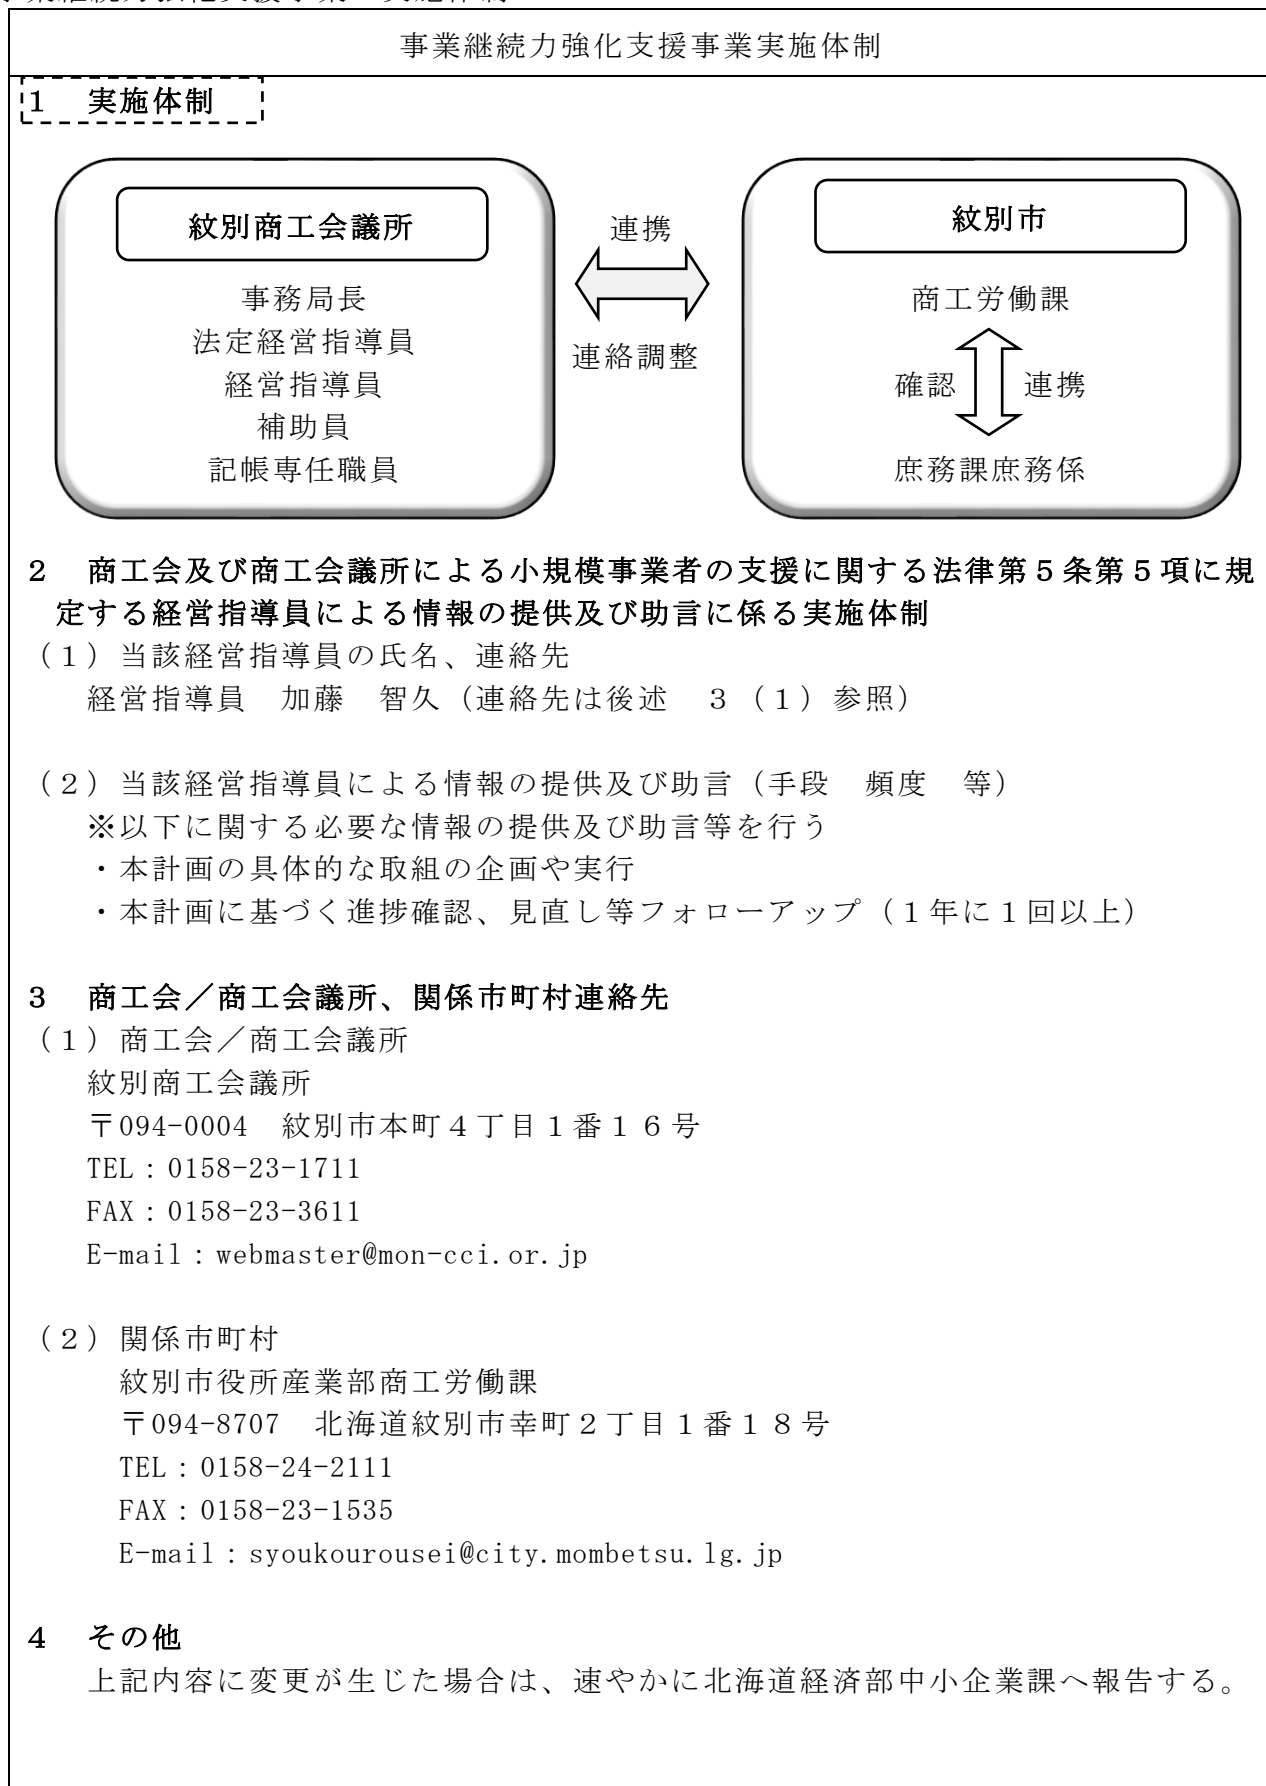 事業継続力強化支援事業実施体制
１　実施体制
紋別商工会議所
事務局長
法定経営指導員
経営指導員
補助員
記帳専任職員
連携
連絡調整
紋別市
商工労働課
確認　連携
庶務課庶務係
２　商工会及び商工会議所による小規模事業者の支援に関する法律第５条第５項に規
定する経営指導員による情報の提供及び助言に係る実施体制
（１）当該経営指導員の氏名、連絡先
経営指導員　加藤　智久（連絡先は後述　３（１）参照）
（２）当該経営指導員による情報の提供及び助言（手段　頻度　等）
※以下に関する必要な情報の提供及び助言等を行う
・本計画の具体的な取組の企画や実行
・本計画に基づく進捗確認、見直し等フォローアップ（１年に１回以上）
３　商工会／商工会議所、関係市町村連絡先
（１）商工会／商工会議所
紋別商工会議所
〒094-0004　紋別市本町４丁目１番１６号
TEL：0158-23-1711
FAX：0158-23-3611
E-mail：webmaster@mon-cci.or.jp
（２）関係市町村
紋別市役所産業部商工労働課
〒094-8707　北海道紋別市幸町２丁目１番１８号
TEL：0158-24-2111
FAX：0158-23-1535
E-mail：syoukourousei@city.mombetsu.lg.jp
４　その他
上記内容に変更が生じた場合は、速やかに北海道経済部中小企業課へ報告する。